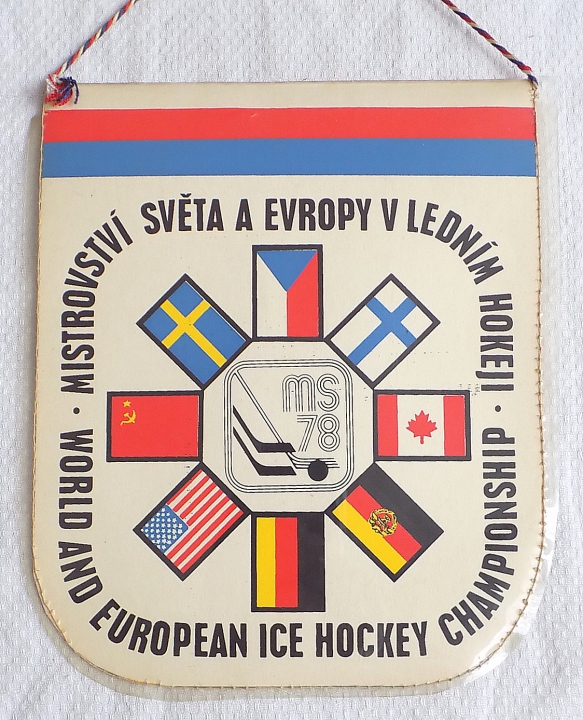 MISTROVSTVÍ SVĚTA A EVROPY V LEDNÍM HOKEJI ·
WORLD AND EUROPEAN ICE HOCKEY CHAMPIONSHIP ·
ms
78